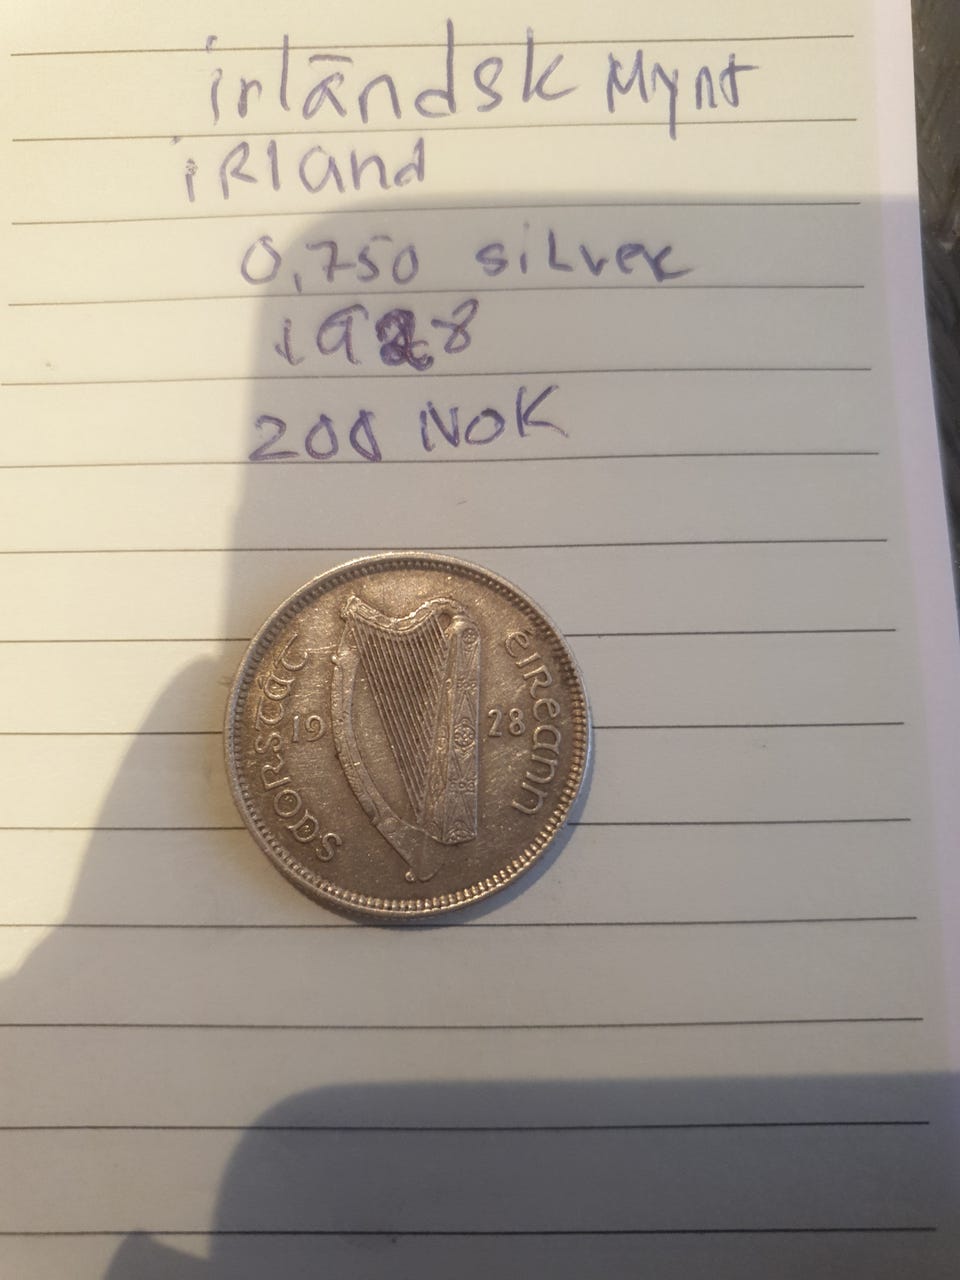 irländsk Mynt
iRland
0,750 silver
1928
200 NOK
SAORSTÁT
ÉIREANN
19 28